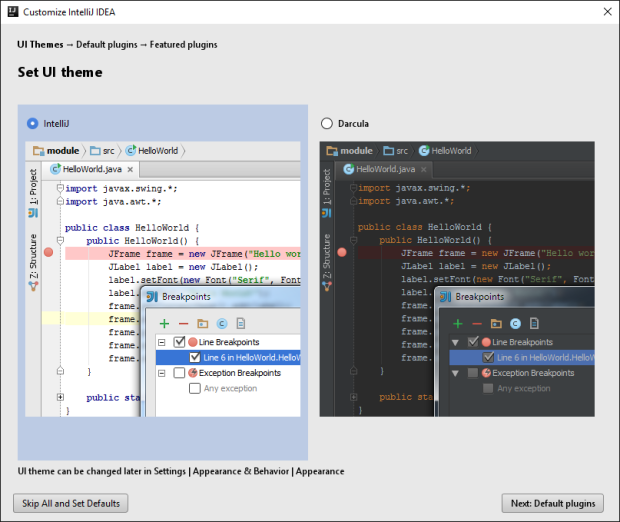 Customize IntelliJ IDEA
UI Themes → Default plugins → Featured plugins
Set UI theme
IntelliJ
module src HelloWorld
HelloWorld.java
1: Project
Z: Structure
import javax.swing.*;
import java.awt.*;
public class HelloWorld {
public HelloWorld() {
JFrame frame = new JFrame("Hello wor
JLabel label = new JLabel();
label.setFont(new Font("Serif", Font
label.
frame.
frame.
frame.
frame.
frame.
}
public sta
}
Breakpoints
Line Breakpoints
Line 6 in HelloWorld.HelloW
Exception Breakpoints
Any exception
Darcula
module src HelloWorld
HelloWorld.java
1: Project
Z: Structure
import javax.swing.*;
import java.awt.*;
public class HelloWorld {
public HelloWorld() {
JFrame frame = new JFrame("Hello wor
JLabel label = new JLabel();
label.setFont(new Font("Serif", Font
label.
frame.
frame.
frame.
frame.
frame.
}
public sta
}
Breakpoints
Line Breakpoints
Line 6 in HelloWorld.HelloW
Exception Breakpoints
Any exception
UI theme can be changed later in Settings | Appearance & Behavior | Appearance
Skip All and Set Defaults
Next: Default plugins